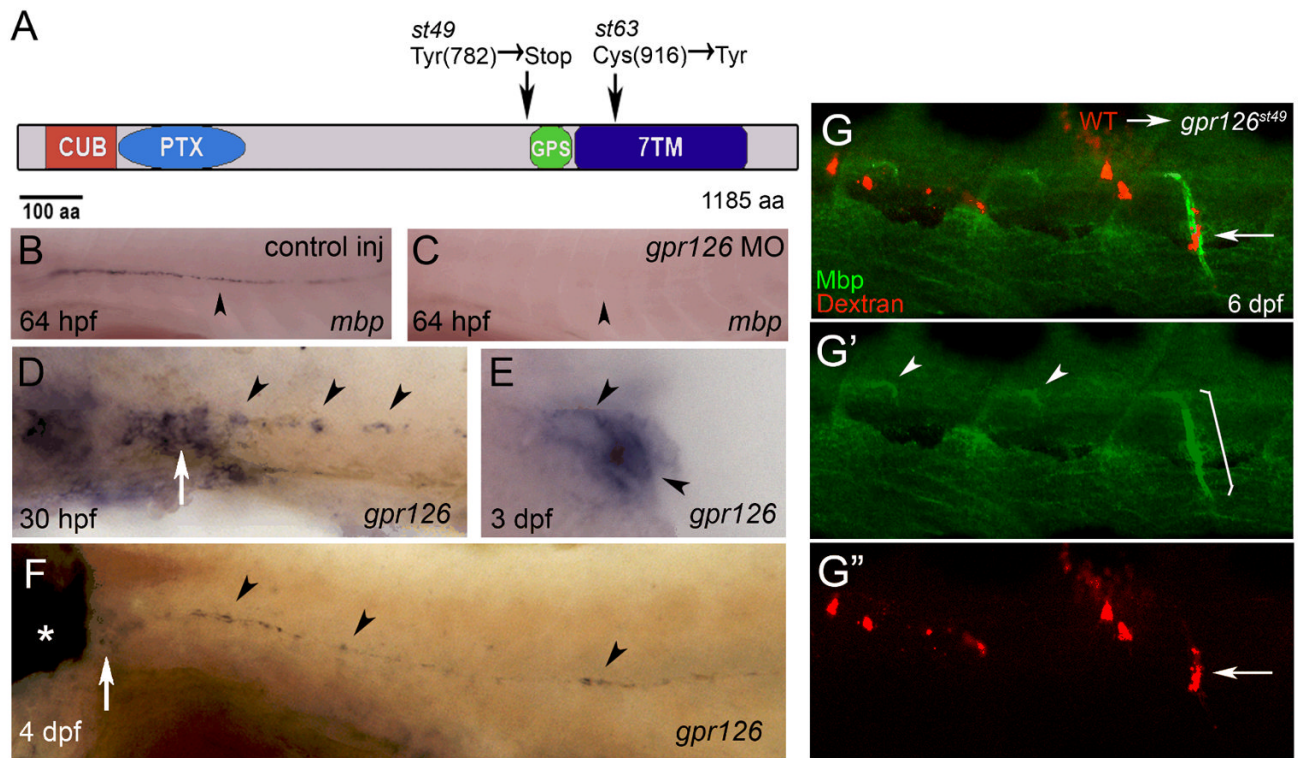 A
st49
Tyr(782)→Stop
st63
Cys(916)→Tyr
CUB
PTX
GPS
7TM
100 aa
1185 aa
B
control inj
64 hpf
mbp
C
gpr126 MO
64 hpf
mbp
D
30 hpf
gpr126
E
3 dpf
gpr126
F
*
4 dpf
gpr126
G
WT → gpr126st49
Mbp
Dextran
6 dpf
G'
G"